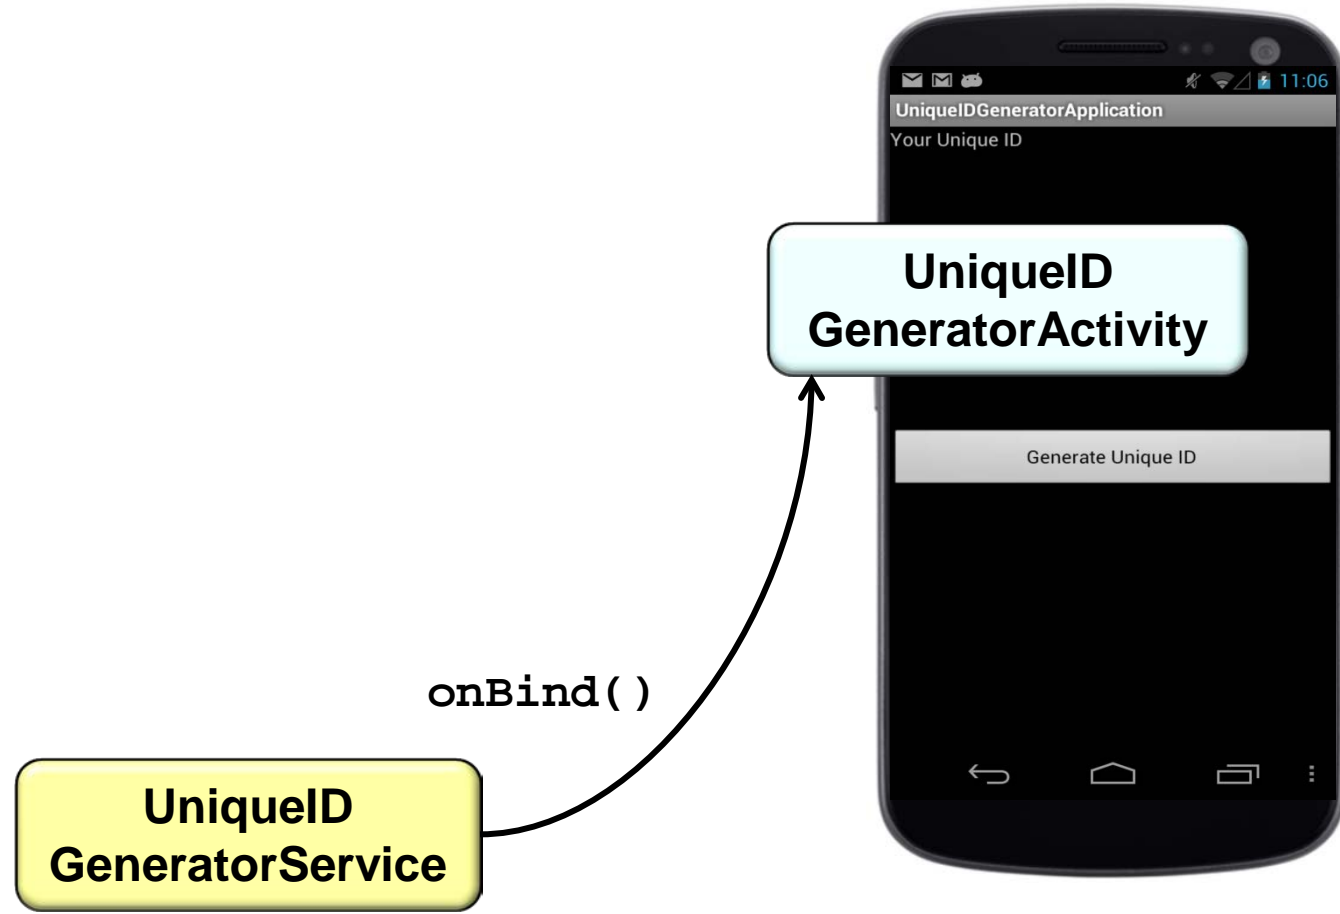 11:06
UniqueIDGeneratorApplication
Your Unique ID
UniqueID
GeneratorActivity
Generate Unique ID
onBind()
UniqueID
GeneratorService